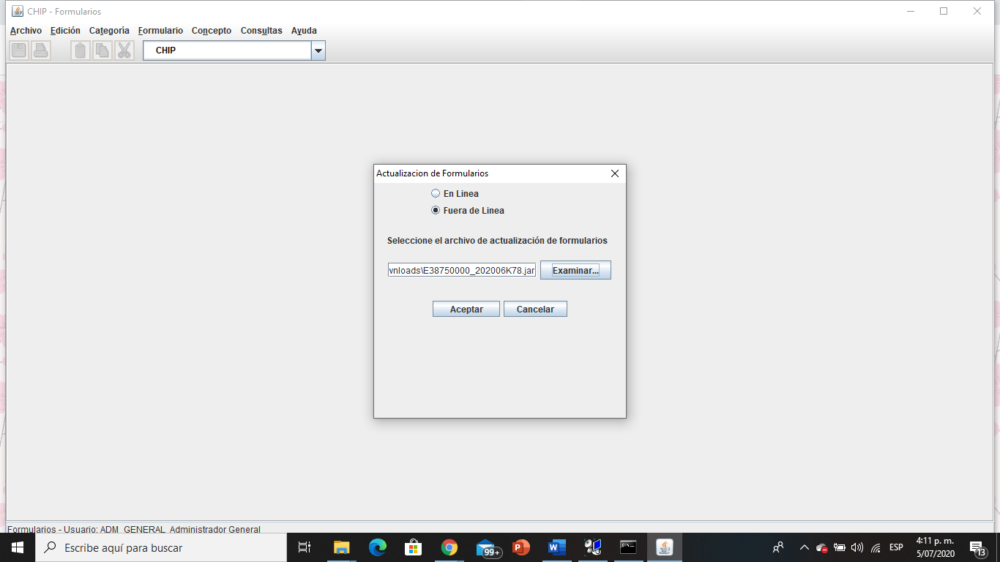 CHIP - Formularios
Archivo Edición Categoría Formulario Concepto Consultas Ayuda
CHIP
Actualizacion de Formularios
En Linea
Fuera de Linea
Seleccione el archivo de actualización de formularios
vnloads\E38750000_202006K78.jar Examinar...
Aceptar Cancelar
Formularios - Usuario: ADM_GENERAL Administrador General
Escribe aquí para buscar
99+
ESP
4:11 p. m.
5/07/2020
13